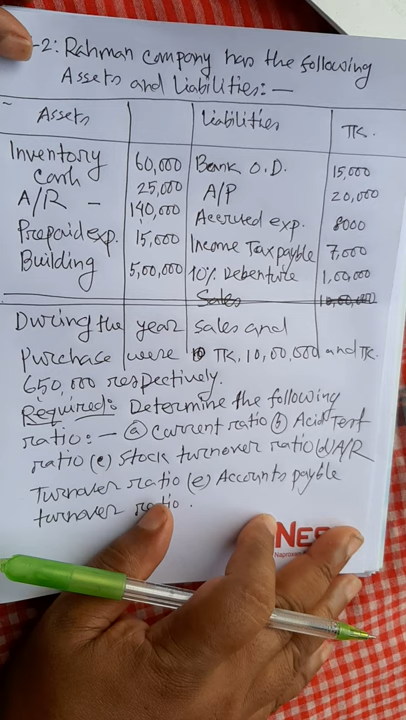 -2: Rahman Company has the following
Assets and Liabilities:—
Assets Liabilities TK.
Inventory 60,000 Bank O.D. 15,000
Cash 25,000 A/P 20,000
A/R - 140,000 Accrued exp. 8000
Prepaid exp. 15,000 Income Tax payable 7,000
Building 5,00,000 10% Debenture 1,00,000
Sales 10,00,000
During the year sales and
Purchase were TK, 10,00,000 and TK.
650,000 respectively.
Required: Determine the following
ratio:— (a) Current ratio (b) Acid Test
ratio (c) Stock turnover ratio (d) A/R
Turnover ratio (e) Accounts payble
turnover ratio.